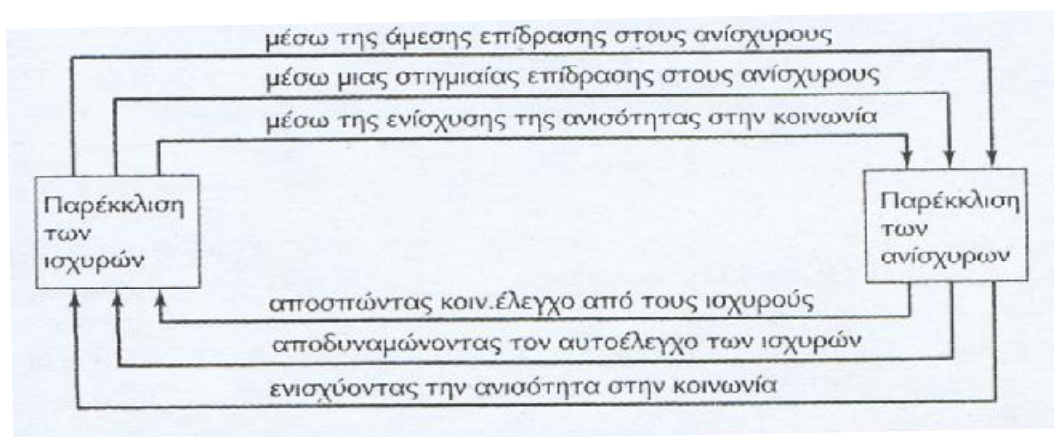 μέσω της άμεσης επίδρασης στους ανίσχυρους
μέσω μιας στιγμιαίας επίδρασης στους ανίσχυρους
μέσω της ενίσχυσης της ανισότητας στην κοινωνία
Παρέκκλιση
των
ισχυρών
Παρέκκλιση
των
ανίσχυρων
αποσπώντας κοιν.έλεγχο από τους ισχυρούς
αποδυναμώνοντας τον αυτοέλεγχο των ισχυρών
ενισχύοντας την ανισότητα στην κοινωνία